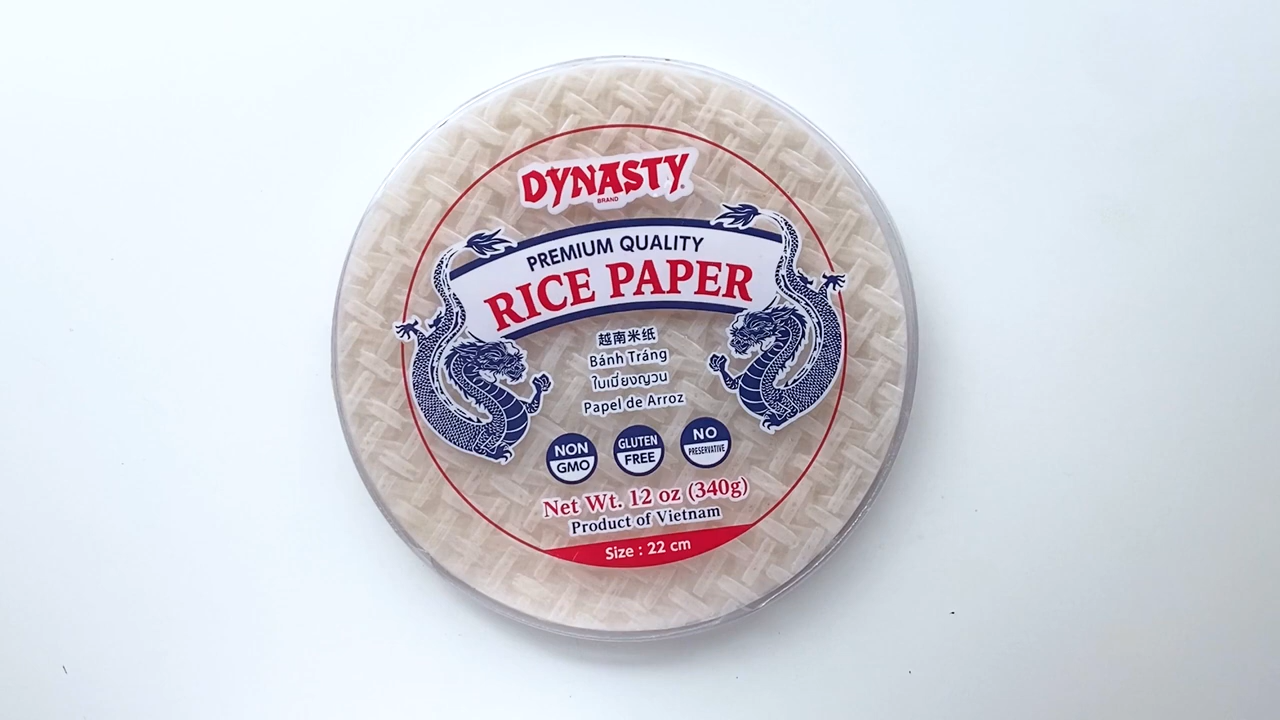 DYNASTY®
BRAND
PREMIUM QUALITY
RICE PAPER
越南米纸
Bánh Tráng
ใบเมี่ยงญวน
Papel de Arroz
NON
GMO
GLUTEN
FREE
NO
PRESERVATIVE
Net Wt. 12 oz (340g)
Product of Vietnam
Size : 22 cm